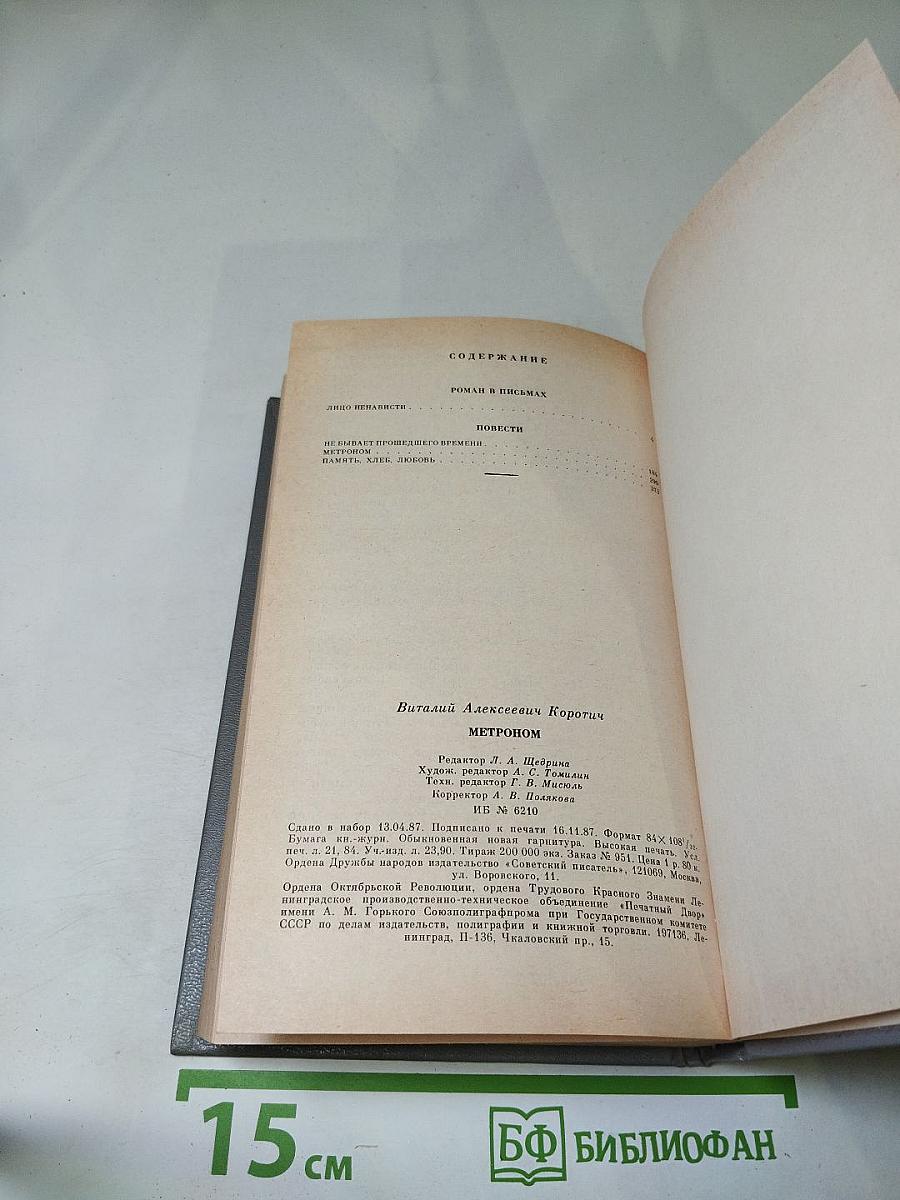 СОДЕРЖАНИЕ
РОМАН В ПИСЬМАХ
ЛИЦО НЕНАВИСТИ . . . . . . . . . . . . . . . . . . 4
ПОВЕСТИ
НЕ БЫВАЕТ ПРОШЕДШЕГО ВРЕМЕНИ . . . . . . . . . . . .
МЕТРОНОМ . . . . . . . . . . . . . . . . . .
ПАМЯТЬ, ХЛЕБ, ЛЮБОВЬ . . . . . . . . . . . . . . .
Виталий Алексеевич Коротич
МЕТРОНОМ
Редактор Л. А. Щедрина
Худож. редактор А. С. Томилин
Техн. редактор Г. В. Мисюль
Корректор А. В. Полякова
ИБ № 6210
Сдано в набор 13.04.87. Подписано к печати 16.11.87. Формат 84×108¹/₃₂.
Бумага кн.-журн. Обыкновенная новая гарнитура. Высокая печать. Усл.
печ. л. 21, 84. Уч.-изд. л. 23,90. Тираж 200 000 экз. Заказ № 951. Цена 1 р. 80 к.
Ордена Дружбы народов издательство «Советский писатель», 121069, Москва,
ул. Воровского, 11.
Ордена Октябрьской Революции, ордена Трудового Красного Знамени Ле-
нинградское производственно-техническое объединение «Печатный Двор»
имени А. М. Горького Союзполиграфпрома при Государственном комитете
СССР по делам издательств, полиграфии и книжной торговли. 197136, Ле-
нинград, П-136, Чкаловский пр., 15.
15 см
БФ БИБЛИОФАН